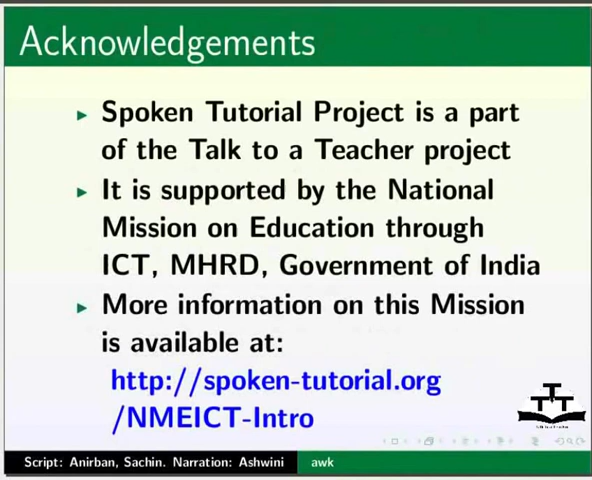 Acknowledgements
Spoken Tutorial Project is a part
of the Talk to a Teacher project
It is supported by the National
Mission on Education through
ICT, MHRD, Government of India
More information on this Mission
is available at:
http://spoken-tutorial.org
/NMEICT-Intro
Script: Anirban, Sachin. Narration: Ashwini awk